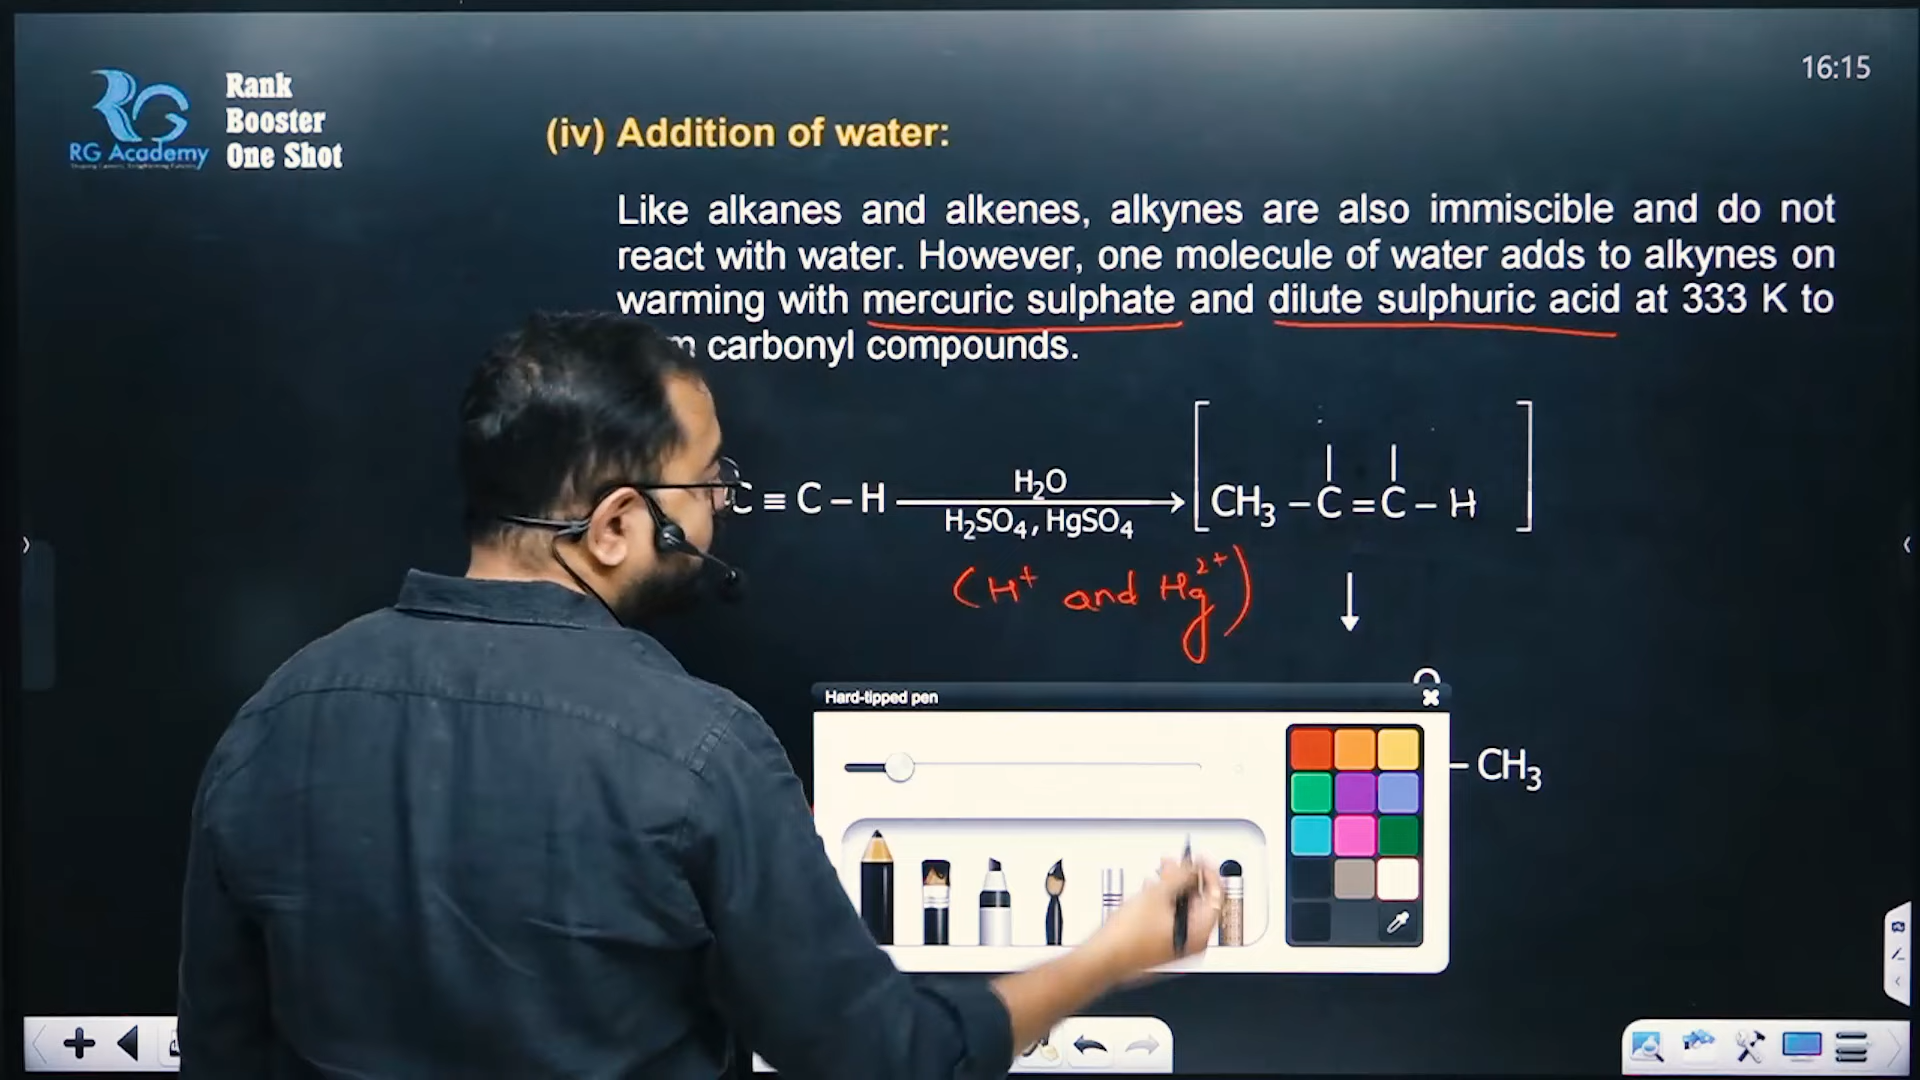 Rank
Booster
One Shot
RG Academy
16:15
(iv) Addition of water:
Like alkanes and alkenes, alkynes are also immiscible and do not
react with water. However, one molecule of water adds to alkynes on
warming with mercuric sulphate and dilute sulphuric acid at 333 K to
carbonyl compounds.
C ≡ C – H
H₂O
H₂SO₄, HgSO₄
[CH₃ – C = C – H]
(H⁺ and Hg²⁺)
Hard-tipped pen
– CH₃